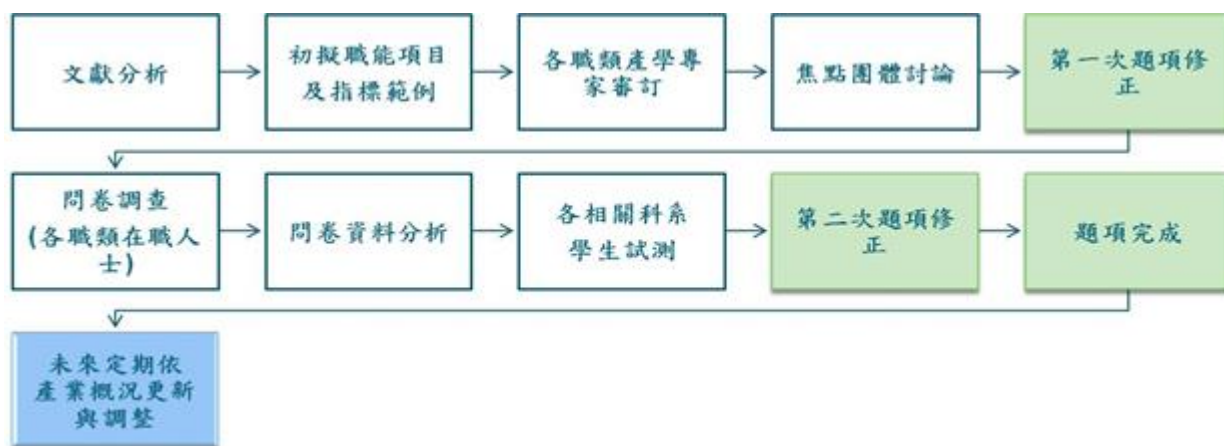 文獻分析
初擬職能項目
及指標範例
各職類產學專
家審訂
焦點團體討論
第一次題項修
正
問卷調查
(各職類在職人
士)
問卷資料分析
各相關科系
學生試測
第二次題項修
正
題項完成
未來定期依
產業概況更新
與調整